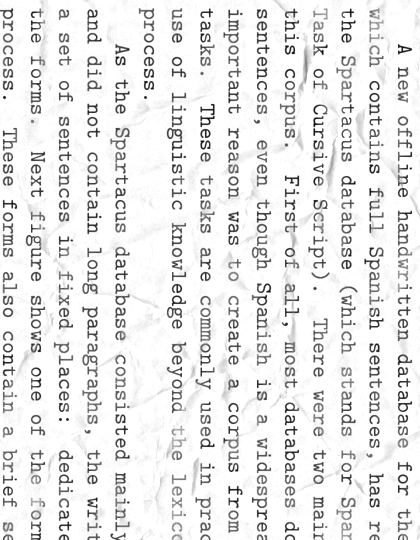 A new offline handwritten database for the
which contains full Spanish sentences, has re
the Spartacus database (which stands for Spar
Task of Cursive Script). There were two main
this corpus. First of all, most databases do
sentences, even though Spanish is a widesprea
important reason was to create a corpus from
tasks. These tasks are commonly used in prac
use of linguistic knowledge beyond the lexico
process.
As the Spartacus database consisted mainly
and did not contain long paragraphs, the writ
a set of sentences in fixed places: dedicate
the forms. Next figure shows one of the form
process. These forms also contain a brief se